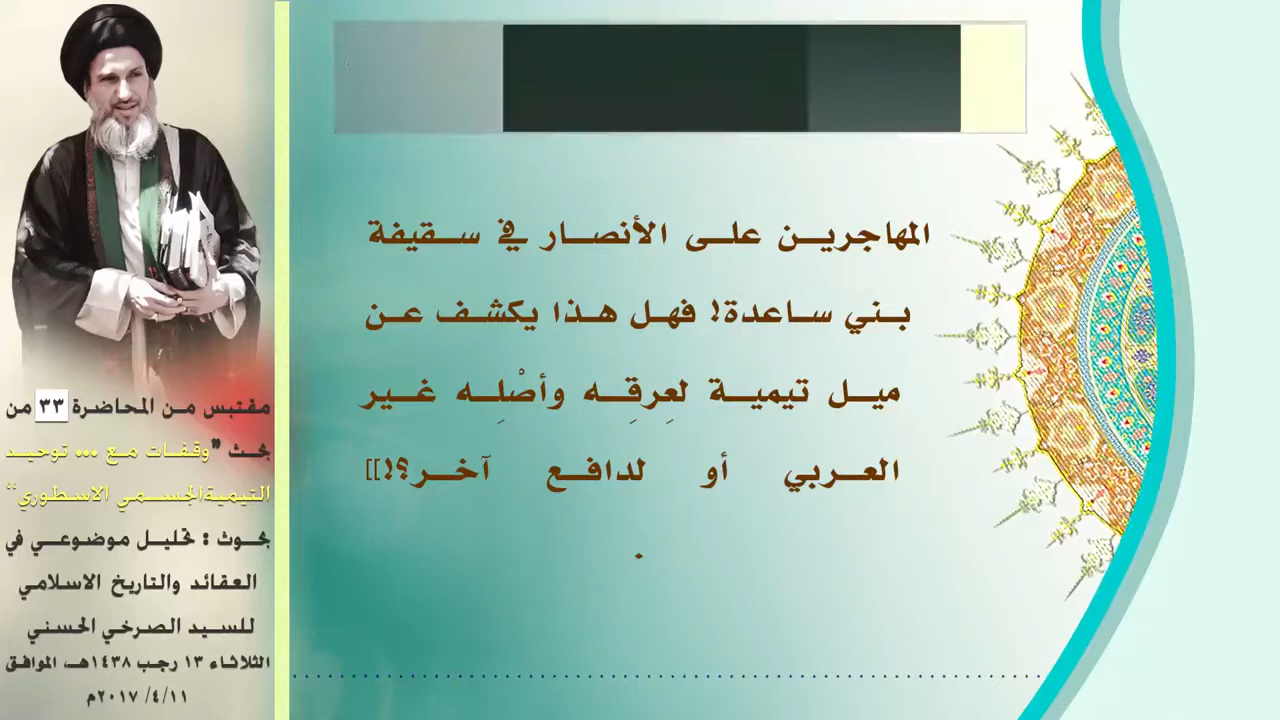 المهاجرين على الأنصار في سقيفة
بني ساعدة! فهل هذا يكشف عن
ميل تيمية لعِرقِه وأصْلِه غير
العربي أو لدافع آخر؟!]]
.
مقتبس من المحاضرة ٣٣ من
بحث "وقفات مع ... توحيد
التيمية الجسمي الاسطوري"
بحوث : تحليل موضوعي في
العقائد والتاريخ الاسلامي
للسيد الصرخي الحسني
الثلاثاء ١٣ رجب ١٤٣٨هـ، الموافق
٢٠١٧ /٤/ ١١م